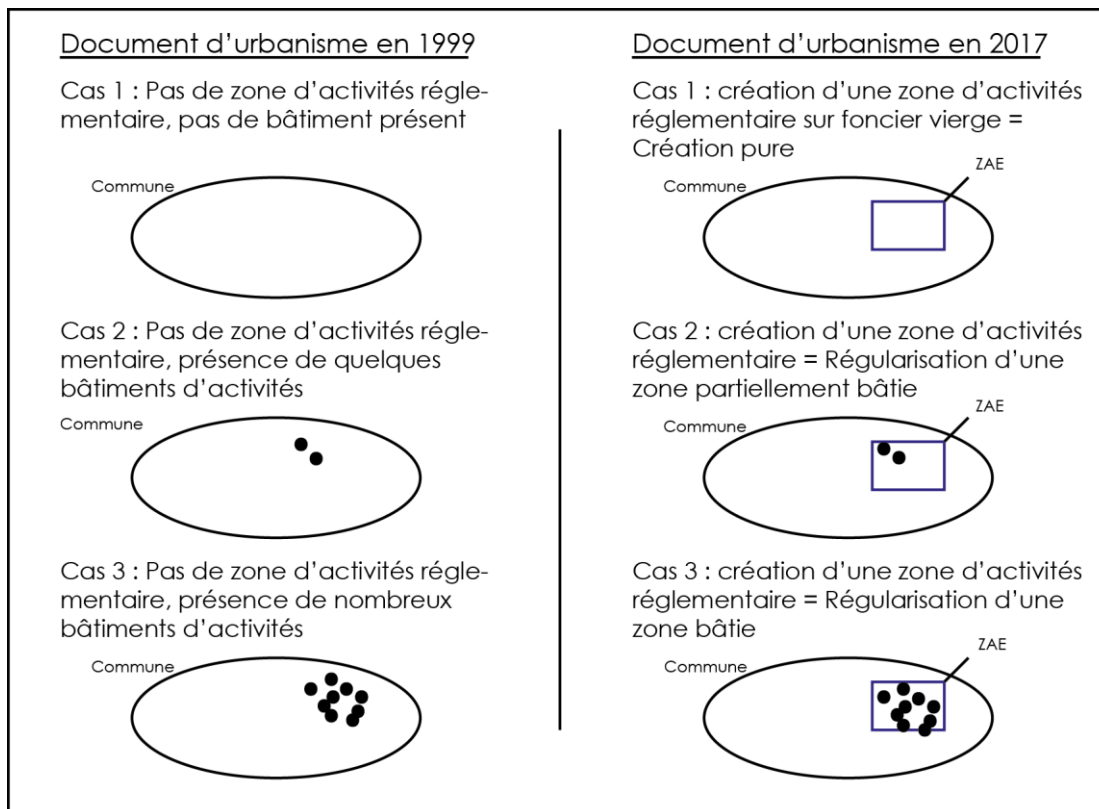 Document d'urbanisme en 1999
Cas 1 : Pas de zone d'activités régle-
mentaire, pas de bâtiment présent
Commune
Cas 2 : Pas de zone d'activités régle-
mentaire, présence de quelques
bâtiments d'activités
Commune
Cas 3 : Pas de zone d'activités régle-
mentaire, présence de nombreux
bâtiments d'activités
Commune
Document d'urbanisme en 2017
Cas 1 : création d'une zone d'activités
réglementaire sur foncier vierge =
Création pure
ZAE
Commune
Cas 2 : création d'une zone d'activités
réglementaire = Régularisation d'une
zone partiellement bâtie
ZAE
Commune
Cas 3 : création d'une zone d'activités
réglementaire = Régularisation d'une
zone bâtie
ZAE
Commune